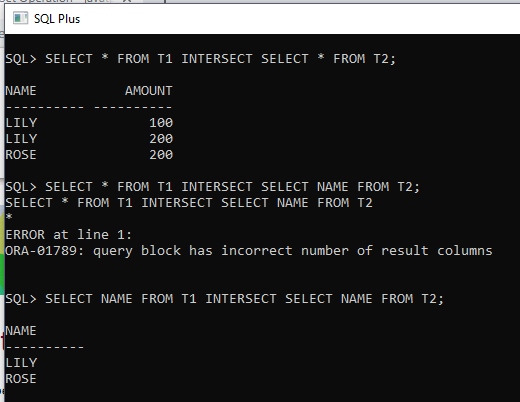 SQL Plus
SQL> SELECT * FROM T1 INTERSECT SELECT * FROM T2;
NAME           AMOUNT
---------- ----------
LILY              100
LILY              200
ROSE              200
SQL> SELECT * FROM T1 INTERSECT SELECT NAME FROM T2;
SELECT * FROM T1 INTERSECT SELECT NAME FROM T2
*
ERROR at line 1:
ORA-01789: query block has incorrect number of result columns
SQL> SELECT NAME FROM T1 INTERSECT SELECT NAME FROM T2;
NAME
----------
LILY
ROSE